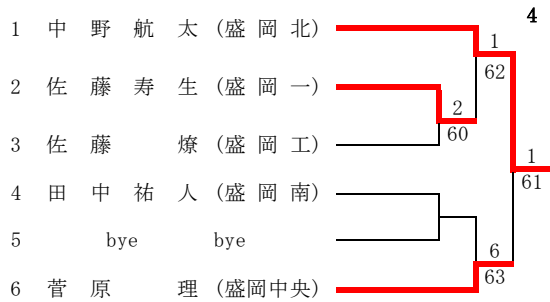 4
1 中野航太 (盛岡北)
1
62
2 佐藤寿生 (盛岡一)
2
60
3 佐藤 燎 (盛岡工)
1
61
4 田中祐人 (盛岡南)
5 bye bye
6
63
6 菅原 理 (盛岡中央)